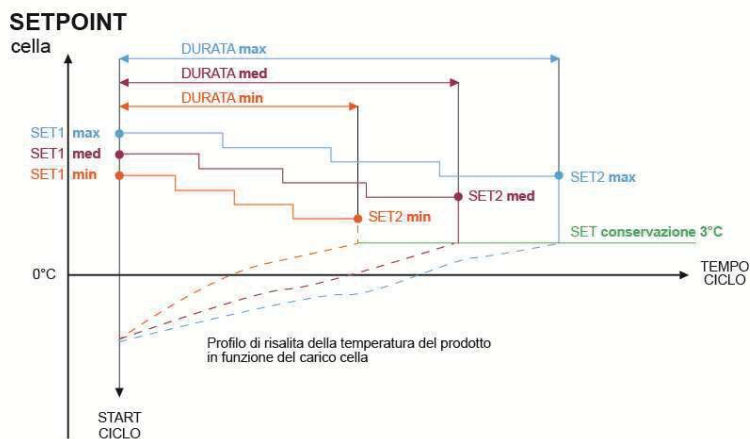 SETPOINT
cella
DURATA max
DURATA med
DURATA min
SET1 max
SET1 med
SET1 min
SET2 max
SET2 med
SET2 min
SET conservazione 3°C
0°C
TEMPO
CICLO
Profilo di risalita della temperatura del prodotto
in funzione del carico cella
START
CICLO